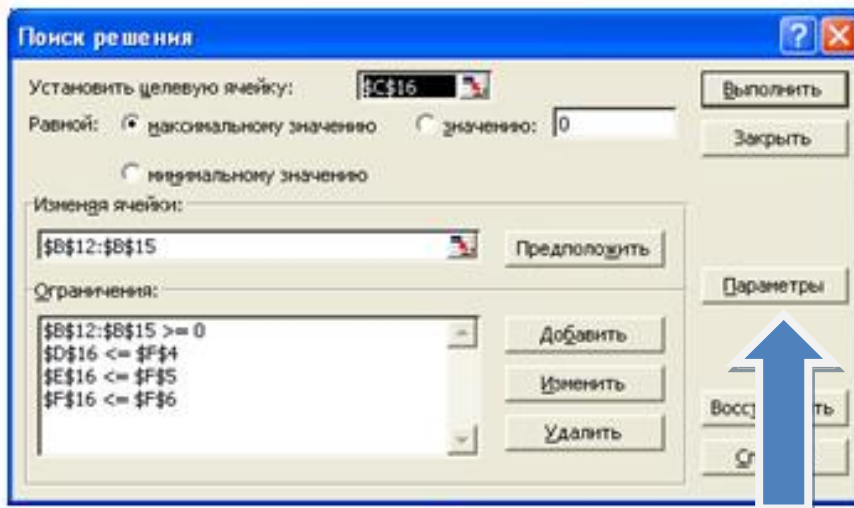 Поиск решения
Установить целевую ячейку: $C$16
Выполнить
Равной: максимальному значению значению: 0
Закрыть
минимальному значению
Изменяя ячейки:
$B$12:$B$15
Предположить
Параметры
Ограничения:
$B$12:$B$15 >= 0
$D$16 <= $F$4
$E$16 <= $F$5
$F$16 <= $F$6
Добавить
Изменить
Удалить